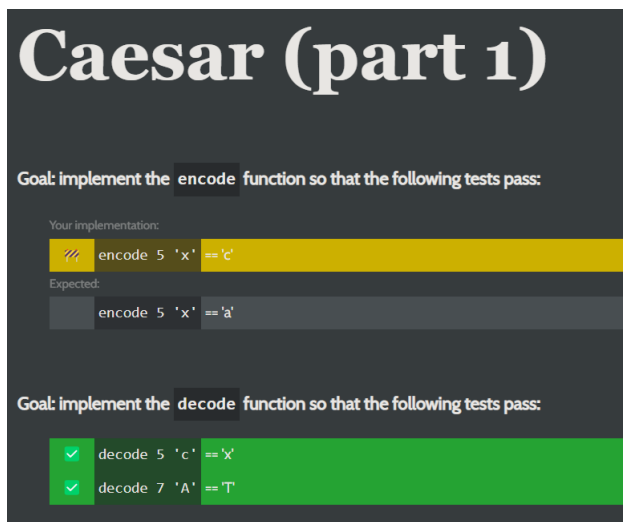 Caesar (part 1)
Goal: implement the encode function so that the following tests pass:
Your implementation:
encode 5 'x' == 'c'
Expected:
encode 5 'x' == 'a'
Goal: implement the decode function so that the following tests pass:
decode 5 'c' == 'x'
decode 7 'A' == 'T'